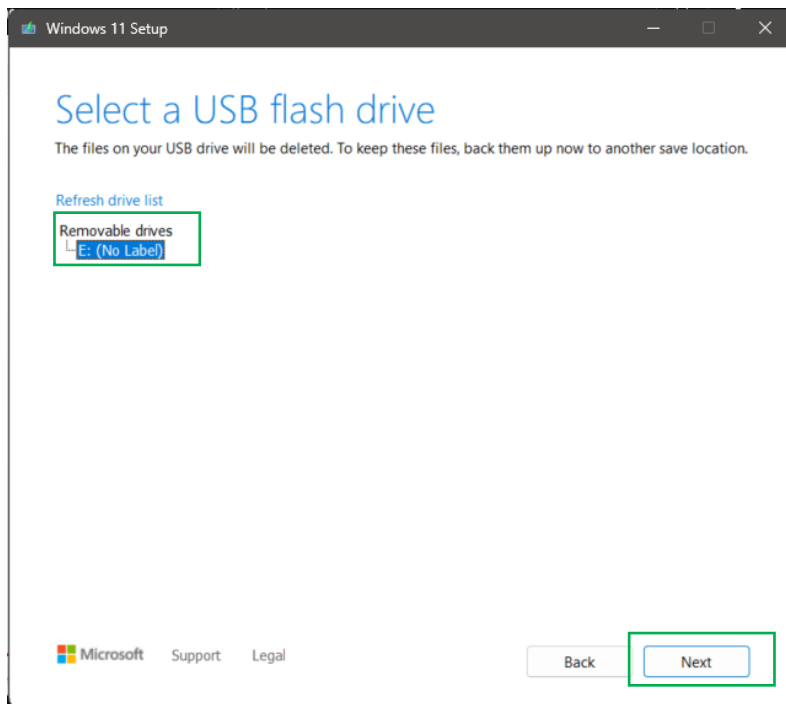 Windows 11 Setup
Select a USB flash drive
The files on your USB drive will be deleted. To keep these files, back them up now to another save location.
Refresh drive list
Removable drives
E: (No Label)
Microsoft Support Legal Back Next